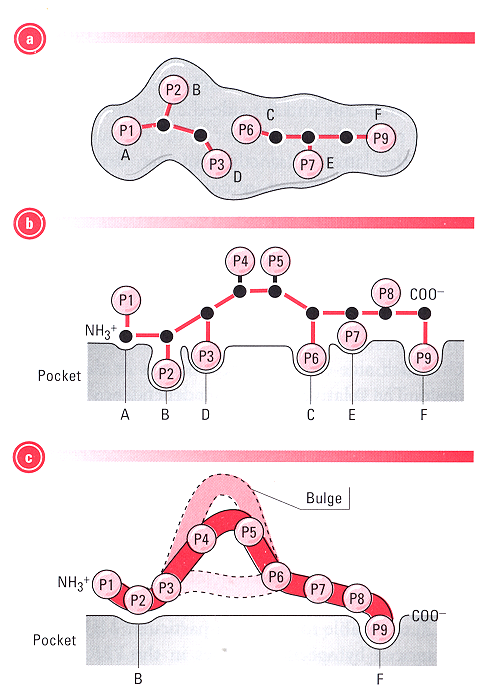 a
P2 B
P1
A
P3
D
C
P6
F
P9
P7 E
b
P4 P5
P1
P8 COO⁻
NH₃⁺
P7
P2
P3
P6
P9
Pocket
A B D C E F
c
Bulge
P4 P5
NH₃⁺ P1 P2 P3
P6 P7 P8
P9
COO⁻
Pocket
B F